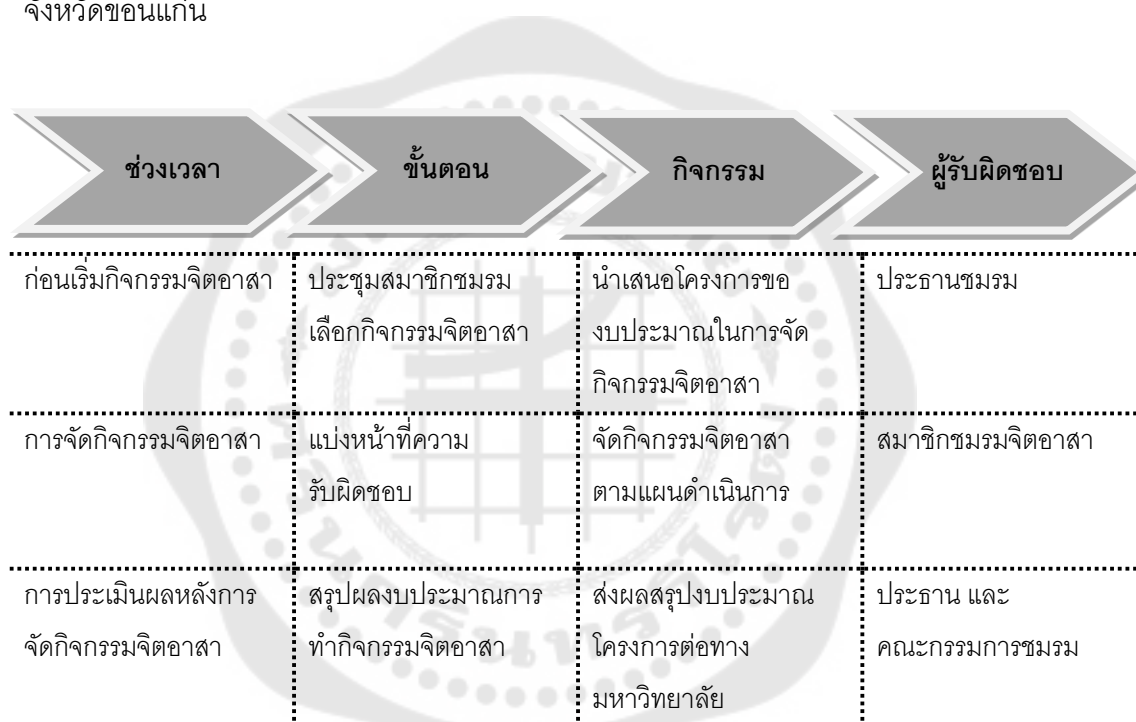 จังหวัดขอนแก่น
ช่วงเวลา
ขั้นตอน
กิจกรรม
ผู้รับผิดชอบ
ก่อนเริ่มกิจกรรมจิตอาสา
ประชุมสมาชิกชมรม
เลือกกิจกรรมจิตอาสา
นำเสนอโครงการขอ
งบประมาณในการจัด
กิจกรรมจิตอาสา
ประธานชมรม
การจัดกิจกรรมจิตอาสา
แบ่งหน้าที่ความ
รับผิดชอบ
จัดกิจกรรมจิตอาสา
ตามแผนดำเนินการ
สมาชิกชมรมจิตอาสา
การประเมินผลหลังการ
จัดกิจกรรมจิตอาสา
สรุปผลงบประมาณการ
ทำกิจกรรมจิตอาสา
ส่งผลสรุปงบประมาณ
โครงการต่อทาง
มหาวิทยาลัย
ประธาน และ
คณะกรรมการชมรม